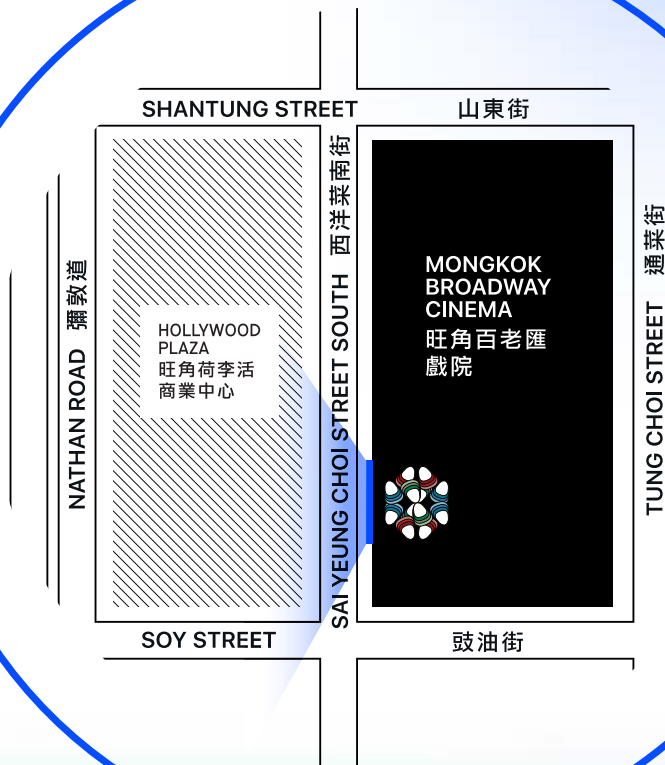 SHANTUNG STREET 山東街
NATHAN ROAD 彌敦道
HOLLYWOOD
PLAZA
旺角荷李活
商業中心
SAI YEUNG CHOI STREET SOUTH 西洋菜南街
MONGKOK
BROADWAY
CINEMA
旺角百老匯
戲院
TUNG CHOI STREET 通菜街
SOY STREET 豉油街